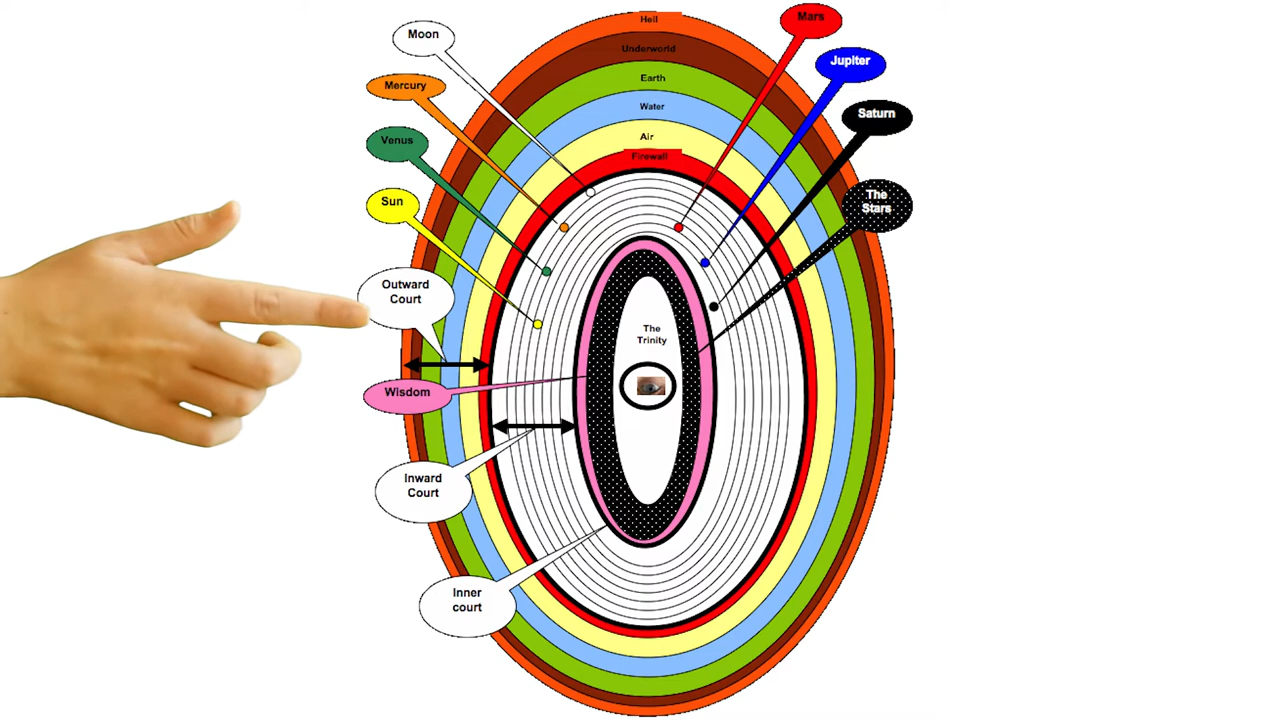 Hell
Underworld
Earth
Water
Air
Firewall
Moon
Mercury
Venus
Sun
Outward
Court
Wisdom
Inward
Court
Inner
court
Mars
Jupiter
Saturn
The
Stars
The
Trinity